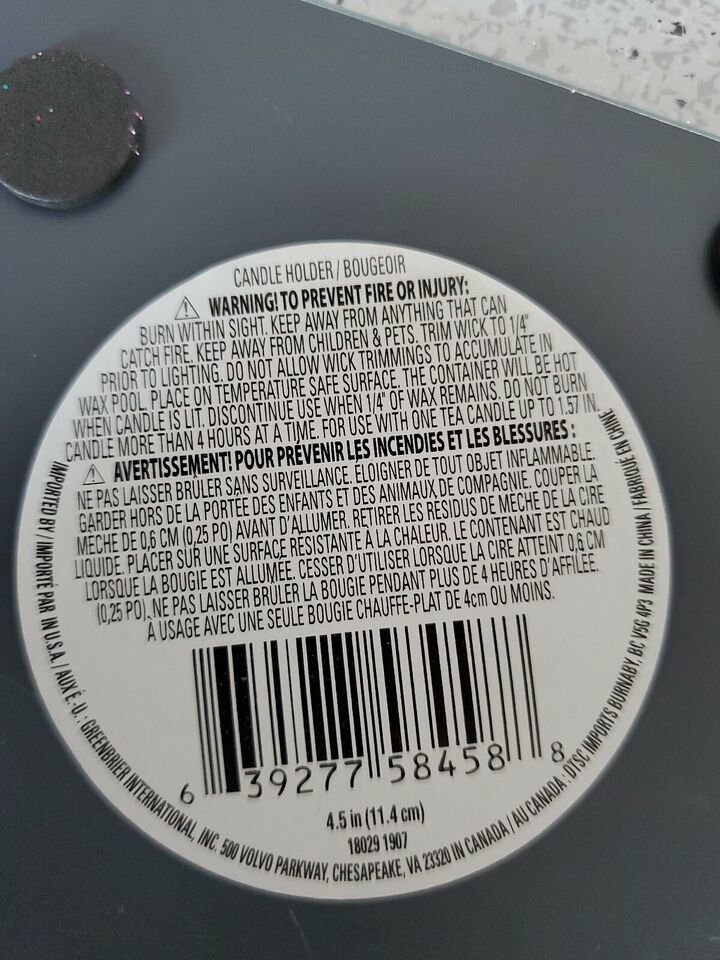 CANDLE HOLDER / BOUGEOIR
⚠ WARNING! TO PREVENT FIRE OR INJURY:
BURN WITHIN SIGHT. KEEP AWAY FROM ANYTHING THAT CAN
CATCH FIRE. KEEP AWAY FROM CHILDREN & PETS. TRIM WICK TO 1/4"
PRIOR TO LIGHTING. DO NOT ALLOW WICK TRIMMINGS TO ACCUMULATE IN
WAX POOL. PLACE ON TEMPERATURE SAFE SURFACE. THE CONTAINER WILL BE HOT
WHEN CANDLE IS LIT. DISCONTINUE USE WHEN 1/4" OF WAX REMAINS. DO NOT BURN
CANDLE MORE THAN 4 HOURS AT A TIME. FOR USE WITH ONE TEA CANDLE UP TO 1.57 IN.
⚠ AVERTISSEMENT! POUR PRÉVENIR LES INCENDIES ET LES BLESSURES :
NE PAS LAISSER BRÛLER SANS SURVEILLANCE. ÉLOIGNER DE TOUT OBJET INFLAMMABLE.
GARDER HORS DE LA PORTÉE DES ENFANTS ET DES ANIMAUX DE COMPAGNIE. COUPER LA
MÈCHE DE 0,6 CM (0,25 PO) AVANT D'ALLUMER. RETIRER LES RÉSIDUS DE MÈCHE DE LA CIRE
LIQUIDE. PLACER SUR UNE SURFACE RÉSISTANTE À LA CHALEUR. LE CONTENANT EST CHAUD
LORSQUE LA BOUGIE EST ALLUMÉE. CESSER D'UTILISER LORSQUE LA CIRE ATTEINT 0,6 CM
(0,25 PO). NE PAS LAISSER BRÛLER LA BOUGIE PENDANT PLUS DE 4 HEURES D'AFFILÉE.
À USAGE AVEC UNE SEULE BOUGIE CHAUFFE-PLAT DE 4cm OU MOINS.
6 39277 58458 8
4.5 in (11.4 cm)
18029 1907
IMPORTED BY / IMPORTÉ PAR IN U.S.A. / AUX É.-U. : GREENBRIER INTERNATIONAL, INC. 500 VOLVO PARKWAY, CHESAPEAKE, VA 23320 IN CANADA / AU CANADA : DTSC IMPORTS BURNABY, BC V5G 4P3 MADE IN CHINA / FABRIQUÉ EN CHINE